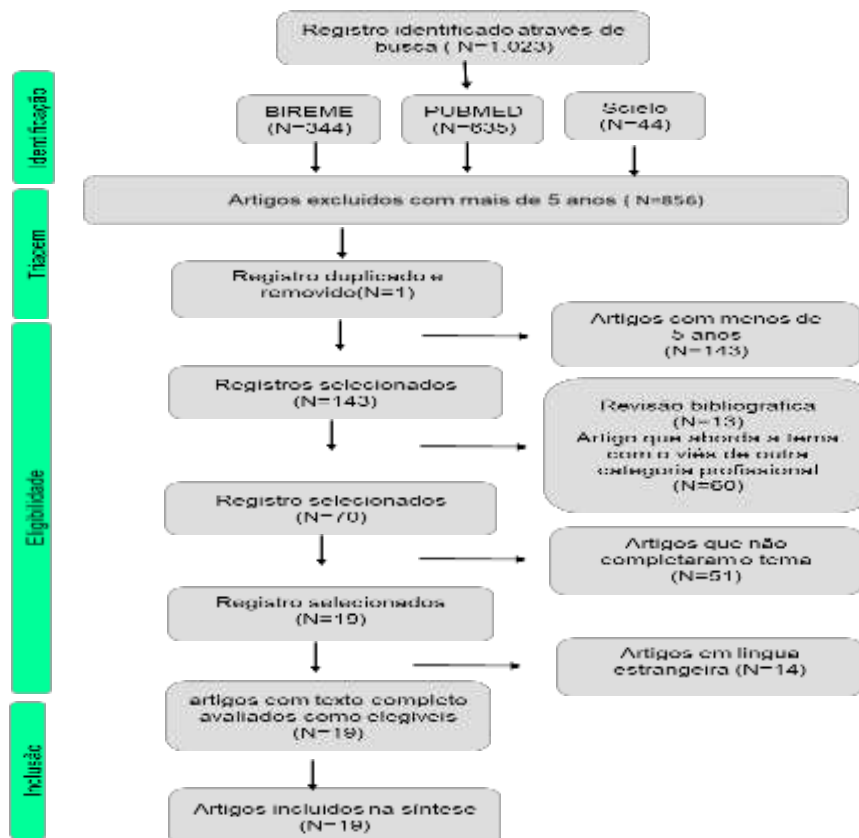 Registro identificado através de
busca ( N=1.023)
Identificação
BIREME
(N=344)
PUBMED
(N=635)
Scielo
(N=44)
Artigos excluídos com mais de 5 anos ( N=856)
Triagem
Registro duplicado e
removido(N=1)
Artigos com menos de
5 anos
(N=143)
Eligibilidade
Registros selecionados
(N=143)
Revisão bibliografica
(N=13)
Artigo que aborda a tema
com o viés de outra
categoria profissional
(N=60)
Registro selecionados
(N=70)
Artigos que não
completaram o tema
(N=51)
Registro selecionados
(N=19)
Artigos em língua
estrangeira (N=14)
artigos com texto completo
avaliados como elegíveis
(N=19)
Inclusão
Artigos incluídos na síntese
(N=19)